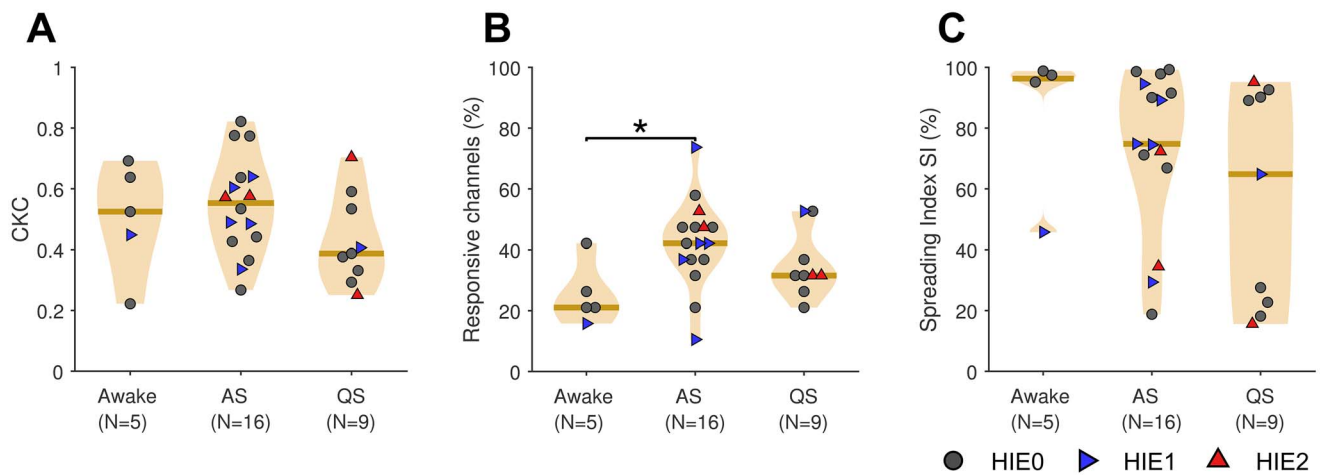 A
B
C
CKC
1
0.8
0.6
0.4
0.2
0
Awake
(N=5)
AS
(N=16)
QS
(N=9)
Responsive channels (%)
100
80
60
40
20
0
*
Awake
(N=5)
AS
(N=16)
QS
(N=9)
Spreading Index SI (%)
100
80
60
40
20
0
Awake
(N=5)
AS
(N=16)
QS
(N=9)
HIE0 HIE1 HIE2